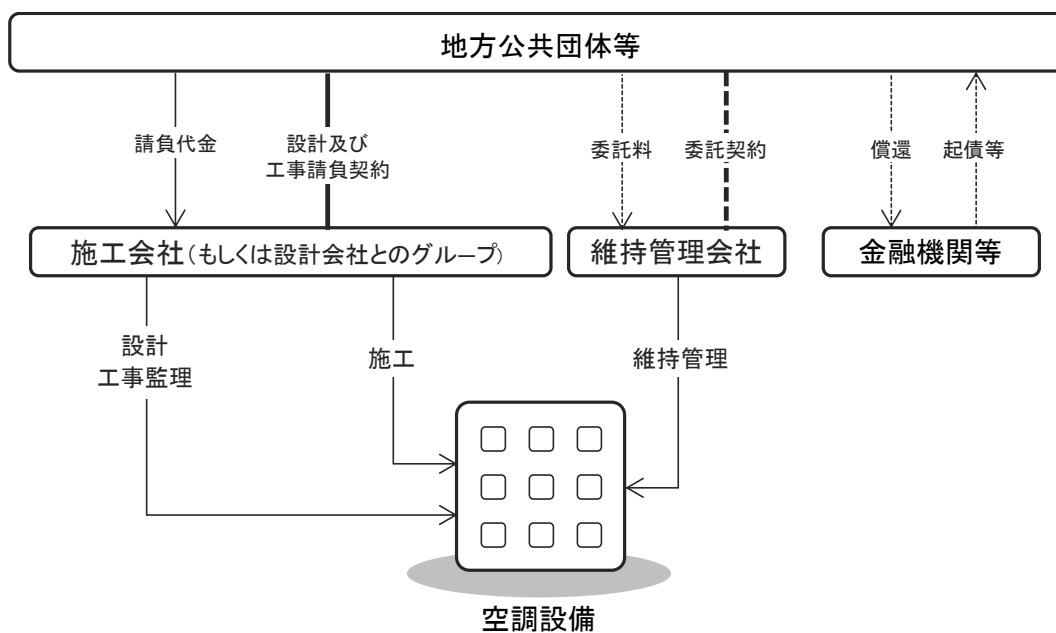 地方公共団体等
請負代金
設計及び
工事請負契約
委託料
委託契約
償還
起債等
施工会社(もしくは設計会社とのグループ)
維持管理会社
金融機関等
設計
工事監理
施工
維持管理
空調設備